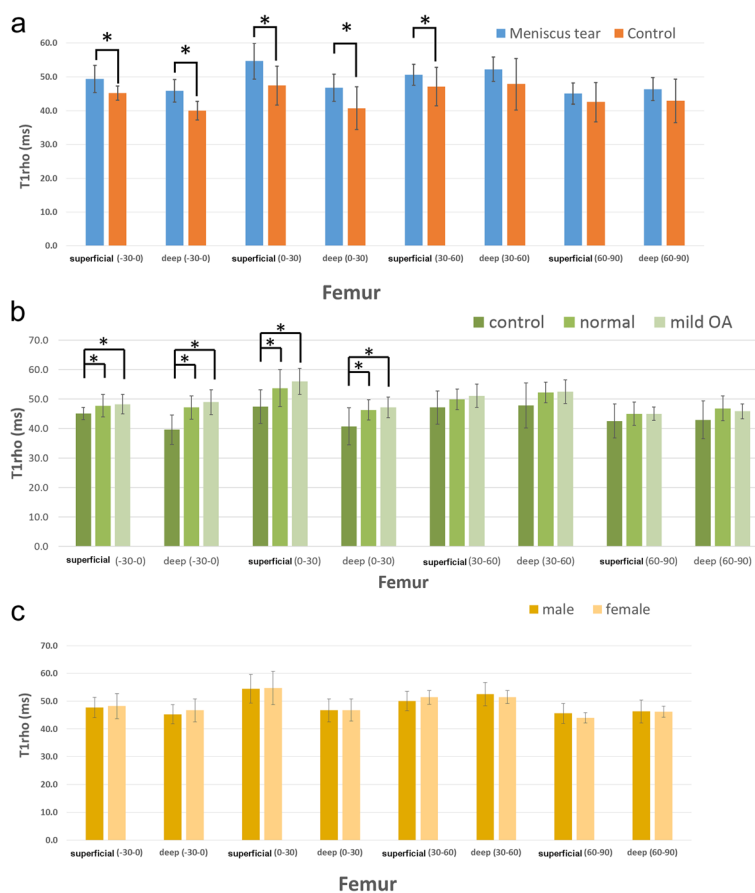 a
Meniscus tear Control
* * * * *
60.0
50.0
40.0
30.0
20.0
10.0
0.0
T1rho (ms)
superficial (-30-0) deep (-30-0) superficial (0-30) deep (0-30) superficial (30-60) deep (30-60) superficial (60-90) deep (60-90)
Femur
b
control normal mild OA
* * * *
* * * *
70.0
60.0
50.0
40.0
30.0
20.0
10.0
0.0
T1rho (ms)
superficial (-30-0) deep (-30-0) superficial (0-30) deep (0-30) superficial (30-60) deep (30-60) superficial (60-90) deep (60-90)
Femur
c
male female
70.0
60.0
50.0
40.0
30.0
20.0
10.0
0.0
T1rho (ms)
superficial (-30-0) deep (-30-0) superficial (0-30) deep (0-30) superficial (30-60) deep (30-60) superficial (60-90) deep (60-90)
Femur